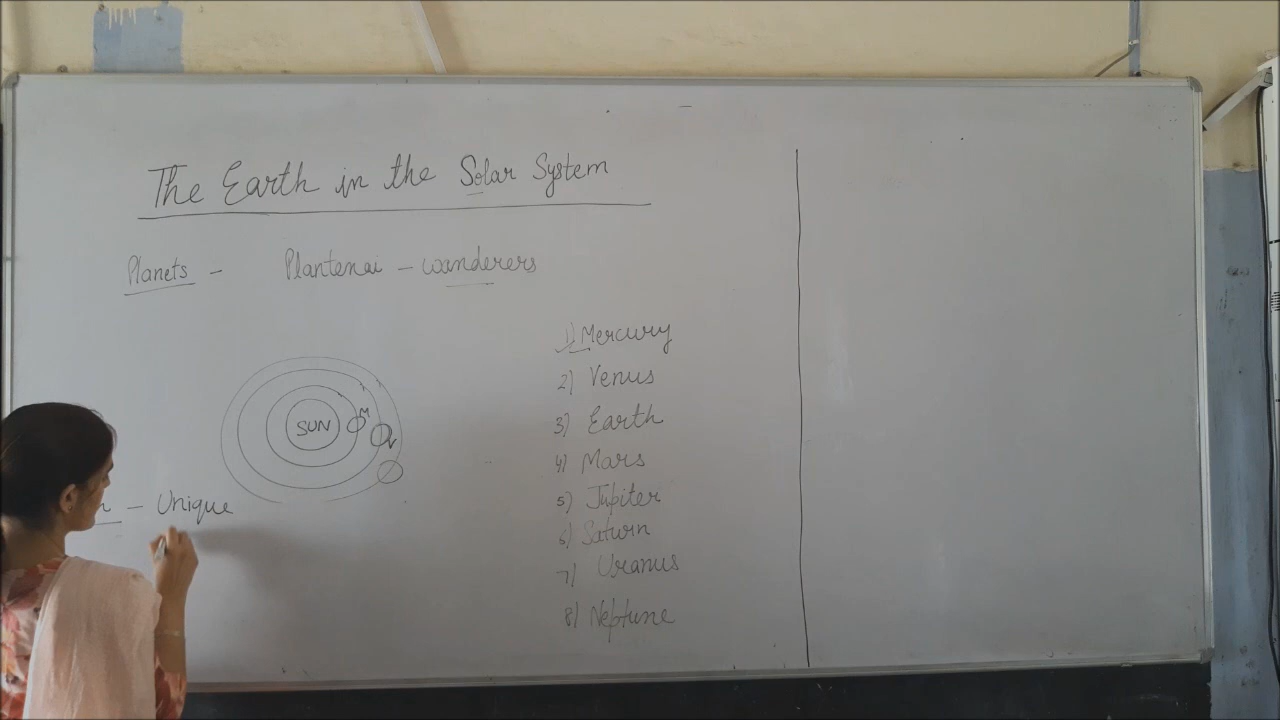 The Earth in the Solar System
Planets - Plantenai - wanderers
SUN
M
V
1) Mercury
2) Venus
3) Earth
4) Mars
5) Jupiter
6) Saturn
7) Uranus
8) Neptune
- Unique